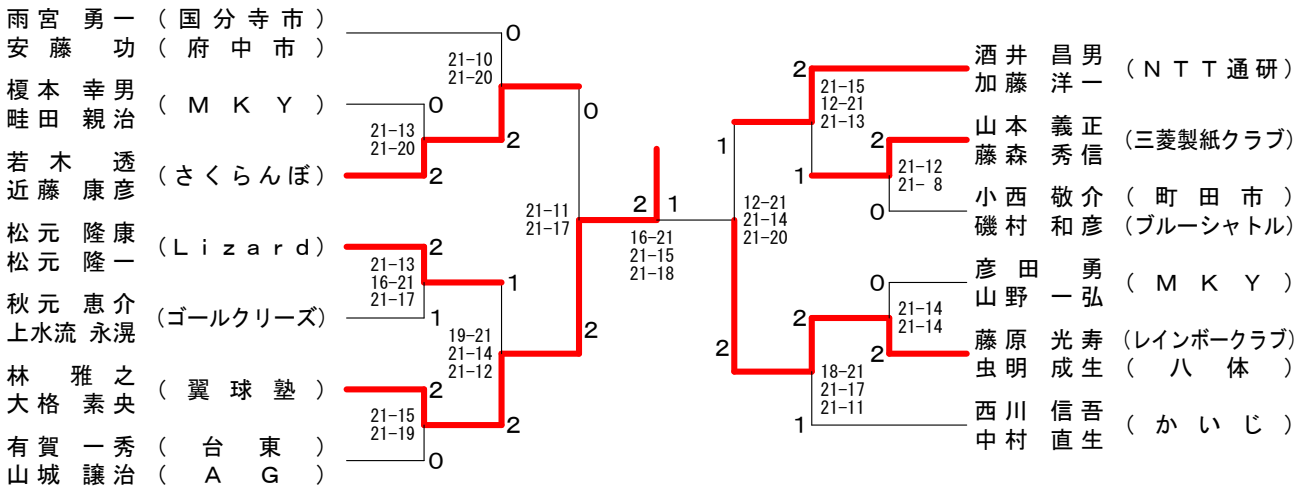 雨宮 勇一 (国分寺市)
安藤 功 (府中市)
0
21-10
21-20
榎本 幸男
畦田 親治
(MKY)
0
21-13
21-20
2
若木 透
近藤 康彦
(さくらんぼ)
2
0
松元 隆康
松元 隆一
(Lizard)
2
21-13
16-21
21-17
1
秋元 恵介
上水流 永滉
(ゴールクリーズ)
1
21-11
21-17
19-21
21-14
21-12
2
林 雅之
大格 素央
(翼球塾)
2
21-15
21-19
2
有賀 一秀 (台東)
山城 譲治 (AG)
0
2 1
16-21
21-15
21-18
酒井 昌男
加藤 洋一
(NTT通研)
2
21-15
12-21
21-13
1
山本 義正
藤森 秀信
(三菱製紙クラブ)
2
21-12
21- 8
1
小西 敬介 (町田市)
磯村 和彦 (ブルーシャトル)
0
12-21
21-14
21-20
彦田 勇
山野 一弘
(MKY)
0
21-14
21-14
2
藤原 光寿 (レインボークラブ)
虫明 成生 (八体)
2
2
18-21
21-17
21-11
西川 信吾
中村 直生
(かいじ)
1